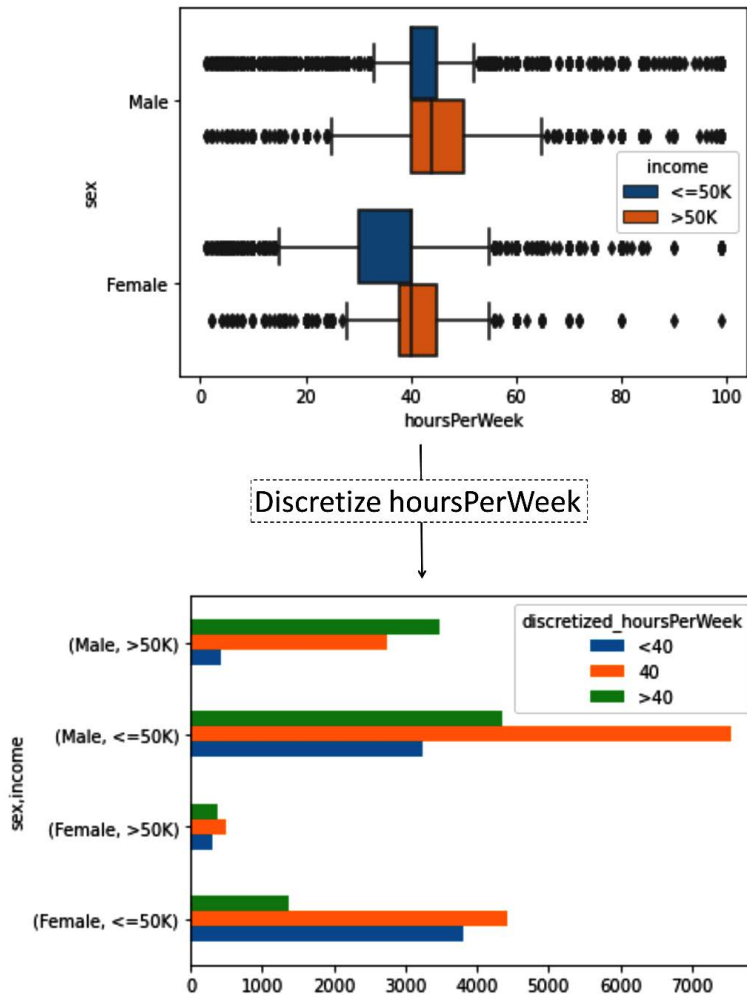 Male
Female
sex
income
<=50K
>50K
0 20 40 60 80 100
hoursPerWeek
Discretize hoursPerWeek
discretized_hoursPerWeek
<40
40
>40
(Male, >50K)
(Male, <=50K)
(Female, >50K)
(Female, <=50K)
sex,income
0 1000 2000 3000 4000 5000 6000 7000